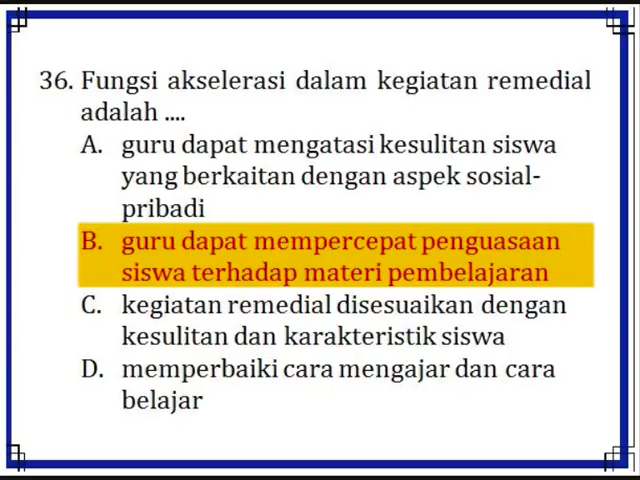 36. Fungsi akselerasi dalam kegiatan remedial
adalah ....
A. guru dapat mengatasi kesulitan siswa
yang berkaitan dengan aspek sosial-
pribadi
B. guru dapat mempercepat penguasaan
siswa terhadap materi pembelajaran
C. kegiatan remedial disesuaikan dengan
kesulitan dan karakteristik siswa
D. memperbaiki cara mengajar dan cara
belajar